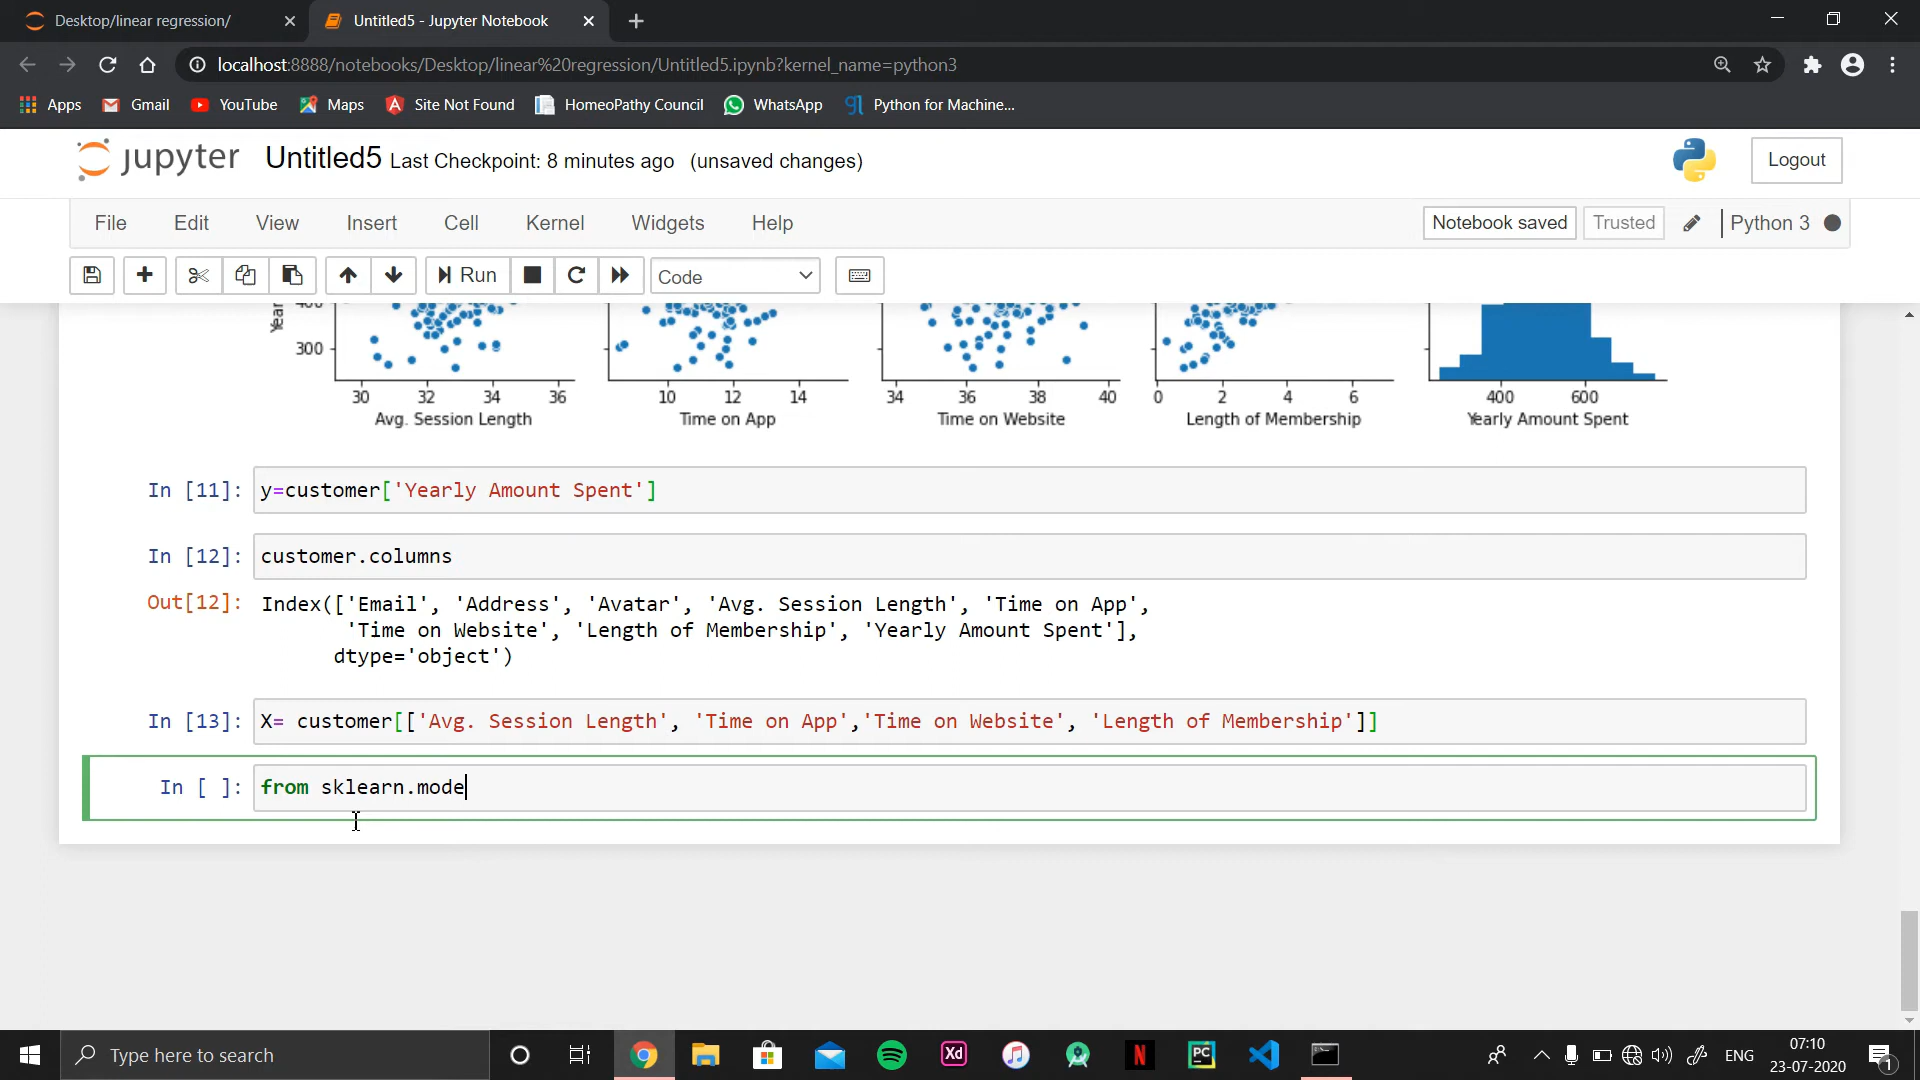 Desktop/linear regression/
Untitled5 - Jupyter Notebook
localhost:8888/notebooks/Desktop/linear%20regression/Untitled5.ipynb?kernel_name=python3
Apps Gmail YouTube Maps Site Not Found HomeoPathy Council WhatsApp Python for Machine...
jupyter Untitled5 Last Checkpoint: 8 minutes ago (unsaved changes) Logout
File Edit View Insert Cell Kernel Widgets Help Notebook saved Trusted Python 3
Run Code
300
30 32 34 36 10 12 14 34 36 38 40 0 2 4 6 400 600
Avg. Session Length Time on App Time on Website Length of Membership Yearly Amount Spent
In [11]: y=customer['Yearly Amount Spent']
In [12]: customer.columns
Out[12]: Index(['Email', 'Address', 'Avatar', 'Avg. Session Length', 'Time on App',
'Time on Website', 'Length of Membership', 'Yearly Amount Spent'],
dtype='object')
In [13]: X= customer[['Avg. Session Length', 'Time on App','Time on Website', 'Length of Membership']]
In [ ]: from sklearn.mode
Type here to search
Xd
N
PC
ENG
07:10
23-07-2020
1